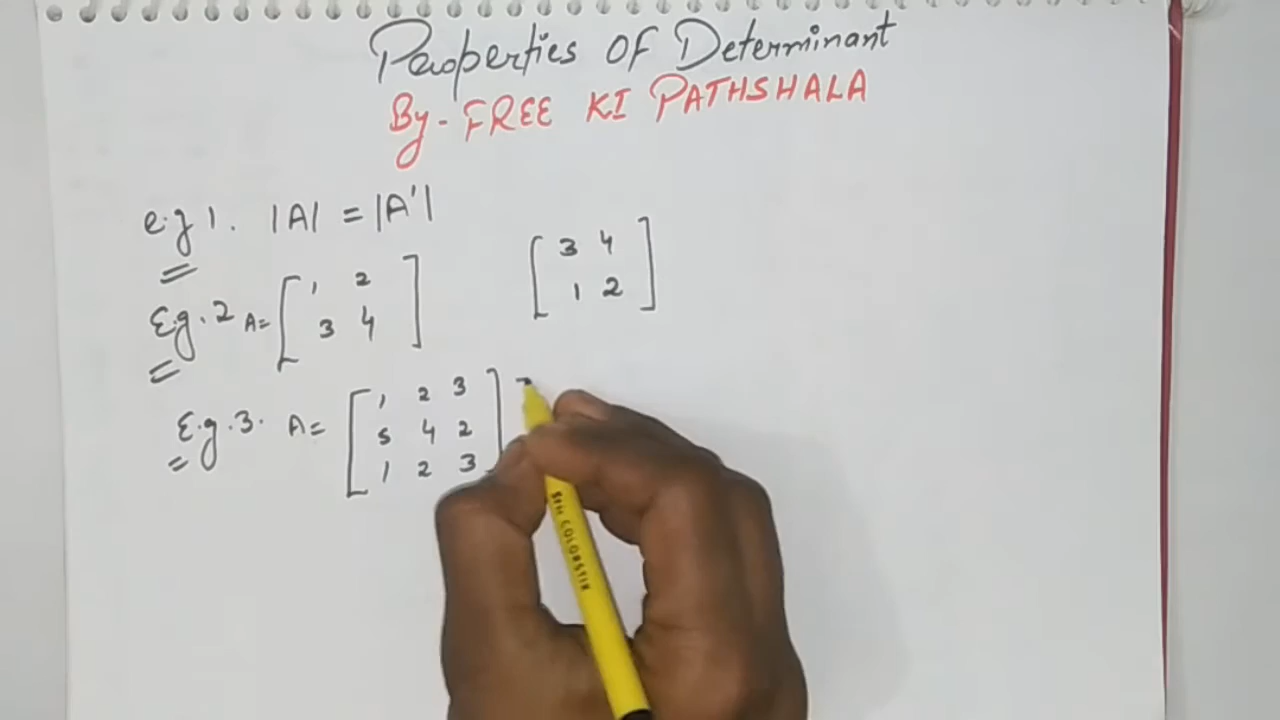 Properties OF Determinant
By- FREE KI PATHSHALA
e.g 1. |A| = |A'|
E.g. 2 A= [ 1 2
3 4 ]
[ 3 4
1 2 ]
E.g. 3. A= [ 1 2 3
5 4 2
1 2 3 ]